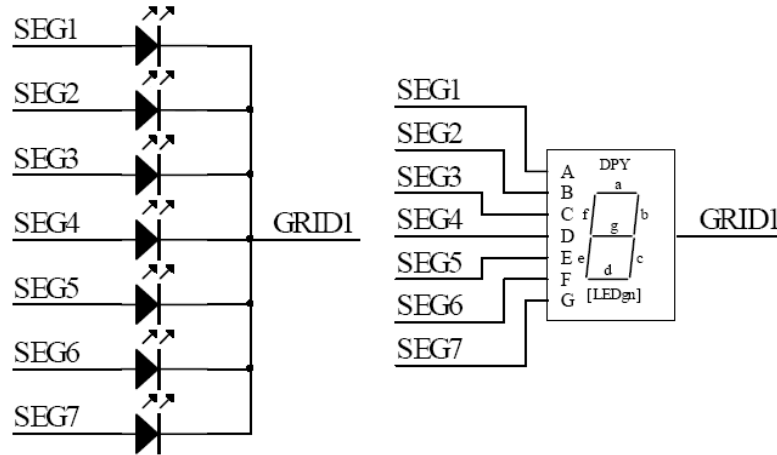 SEG1
SEG2
SEG3
SEG4
SEG5
SEG6
SEG7
GRID1
SEG1
SEG2
SEG3
SEG4
SEG5
SEG6
SEG7
A
B
C
D
E
F
G
DPY
a
f b
g
e c
d
[LEDgn]
GRID1